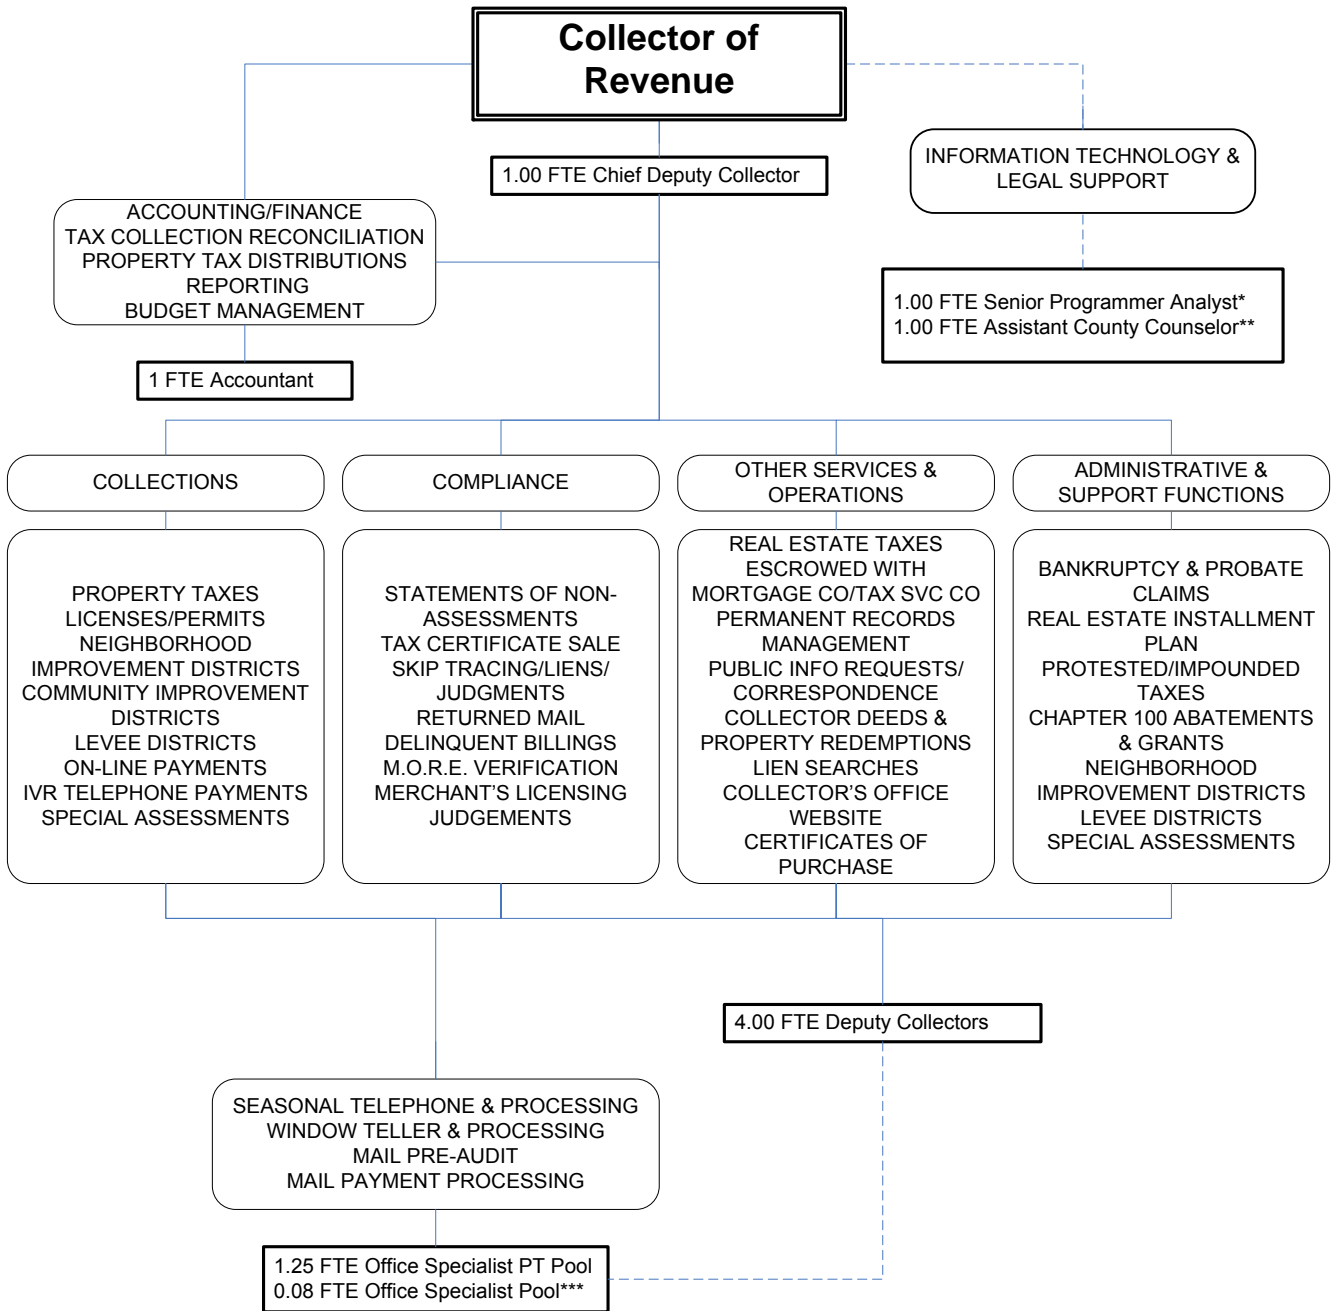 Collector of
Revenue
1.00 FTE Chief Deputy Collector
INFORMATION TECHNOLOGY &
LEGAL SUPPORT
ACCOUNTING/FINANCE
TAX COLLECTION RECONCILIATION
PROPERTY TAX DISTRIBUTIONS
REPORTING
BUDGET MANAGEMENT
1.00 FTE Senior Programmer Analyst*
1.00 FTE Assistant County Counselor**
1 FTE Accountant
COLLECTIONS
COMPLIANCE
OTHER SERVICES &
OPERATIONS
ADMINISTRATIVE &
SUPPORT FUNCTIONS
PROPERTY TAXES
LICENSES/PERMITS
NEIGHBORHOOD
IMPROVEMENT DISTRICTS
COMMUNITY IMPROVEMENT
DISTRICTS
LEVEE DISTRICTS
ON-LINE PAYMENTS
IVR TELEPHONE PAYMENTS
SPECIAL ASSESSMENTS
STATEMENTS OF NON-
ASSESSMENTS
TAX CERTIFICATE SALE
SKIP TRACING/LIENS/
JUDGMENTS
RETURNED MAIL
DELINQUENT BILLINGS
M.O.R.E. VERIFICATION
MERCHANT'S LICENSING
JUDGEMENTS
REAL ESTATE TAXES
ESCROWED WITH
MORTGAGE CO/TAX SVC CO
PERMANENT RECORDS
MANAGEMENT
PUBLIC INFO REQUESTS/
CORRESPONDENCE
COLLECTOR DEEDS &
PROPERTY REDEMPTIONS
LIEN SEARCHES
COLLECTOR'S OFFICE
WEBSITE
CERTIFICATES OF
PURCHASE
BANKRUPTCY & PROBATE
CLAIMS
REAL ESTATE INSTALLMENT
PLAN
PROTESTED/IMPOUNDED
TAXES
CHAPTER 100 ABATEMENTS
& GRANTS
NEIGHBORHOOD
IMPROVEMENT DISTRICTS
LEVEE DISTRICTS
SPECIAL ASSESSMENTS
4.00 FTE Deputy Collectors
SEASONAL TELEPHONE & PROCESSING
WINDOW TELLER & PROCESSING
MAIL PRE-AUDIT
MAIL PAYMENT PROCESSING
1.25 FTE Office Specialist PT Pool
0.08 FTE Office Specialist Pool***